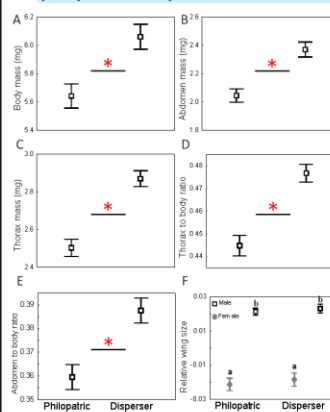 A
6.2
6.0
5.8
5.6
5.4
Body mass (mg)
*
B
2.6
2.4
2.2
2.0
1.8
Abdomen mass (mg)
*
C
3.0
2.8
2.6
2.4
Thorax mass (mg)
*
D
0.48
0.47
0.46
0.45
0.44
Thorax to body ratio
*
E
0.39
0.38
0.37
0.36
0.35
Abdomen to body ratio
*
Philopatric Disperser
F
0.03
0.01
-0.01
-0.03
Relative wing size
Male
Female
a
b
a
b
Philopatric Disperser